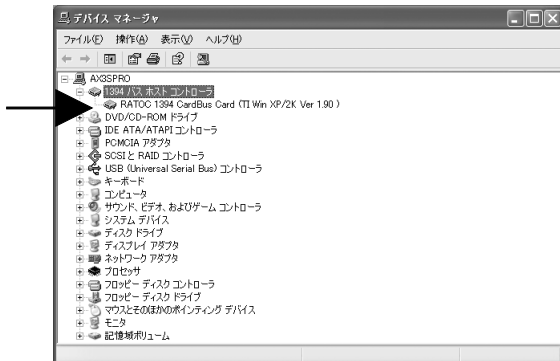 デバイス マネージャ
ファイル(F) 操作(A) 表示(V) ヘルプ(H)
AX3SPRO
1394 バス ホスト コントローラ
RATOC 1394 CardBus Card (TI Win XP/2K Ver 1.90 )
DVD/CD-ROM ドライブ
IDE ATA/ATAPI コントローラ
PCMCIA アダプタ
SCSI と RAID コントローラ
USB (Universal Serial Bus) コントローラ
キーボード
コンピュータ
サウンド、ビデオ、およびゲーム コントローラ
システム デバイス
ディスク ドライブ
ディスプレイ アダプタ
ネットワーク アダプタ
プロセッサ
フロッピー ディスク コントローラ
フロッピー ディスク ドライブ
マウスとそのほかのポインティング デバイス
モニタ
記憶域ボリューム